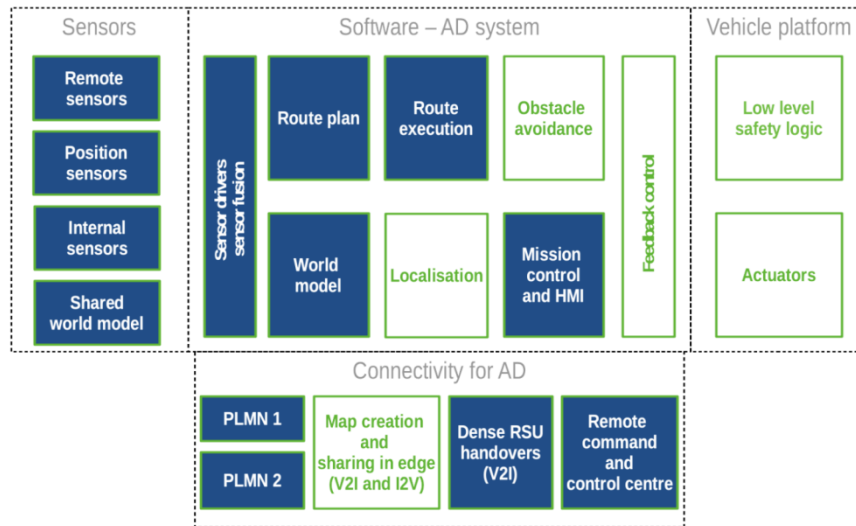 Sensors
Remote
sensors
Position
sensors
Internal
sensors
Shared
world model
Software – AD system
Sensor drivers
sensor fusion
Route plan
Route
execution
Obstacle
avoidance
World
model
Localisation
Mission
control
and HMI
Feedback control
Vehicle platform
Low level
safety logic
Actuators
Connectivity for AD
PLMN 1
PLMN 2
Map creation
and
sharing in edge
(V2I and I2V)
Dense RSU
handovers
(V2I)
Remote
command
and
control centre